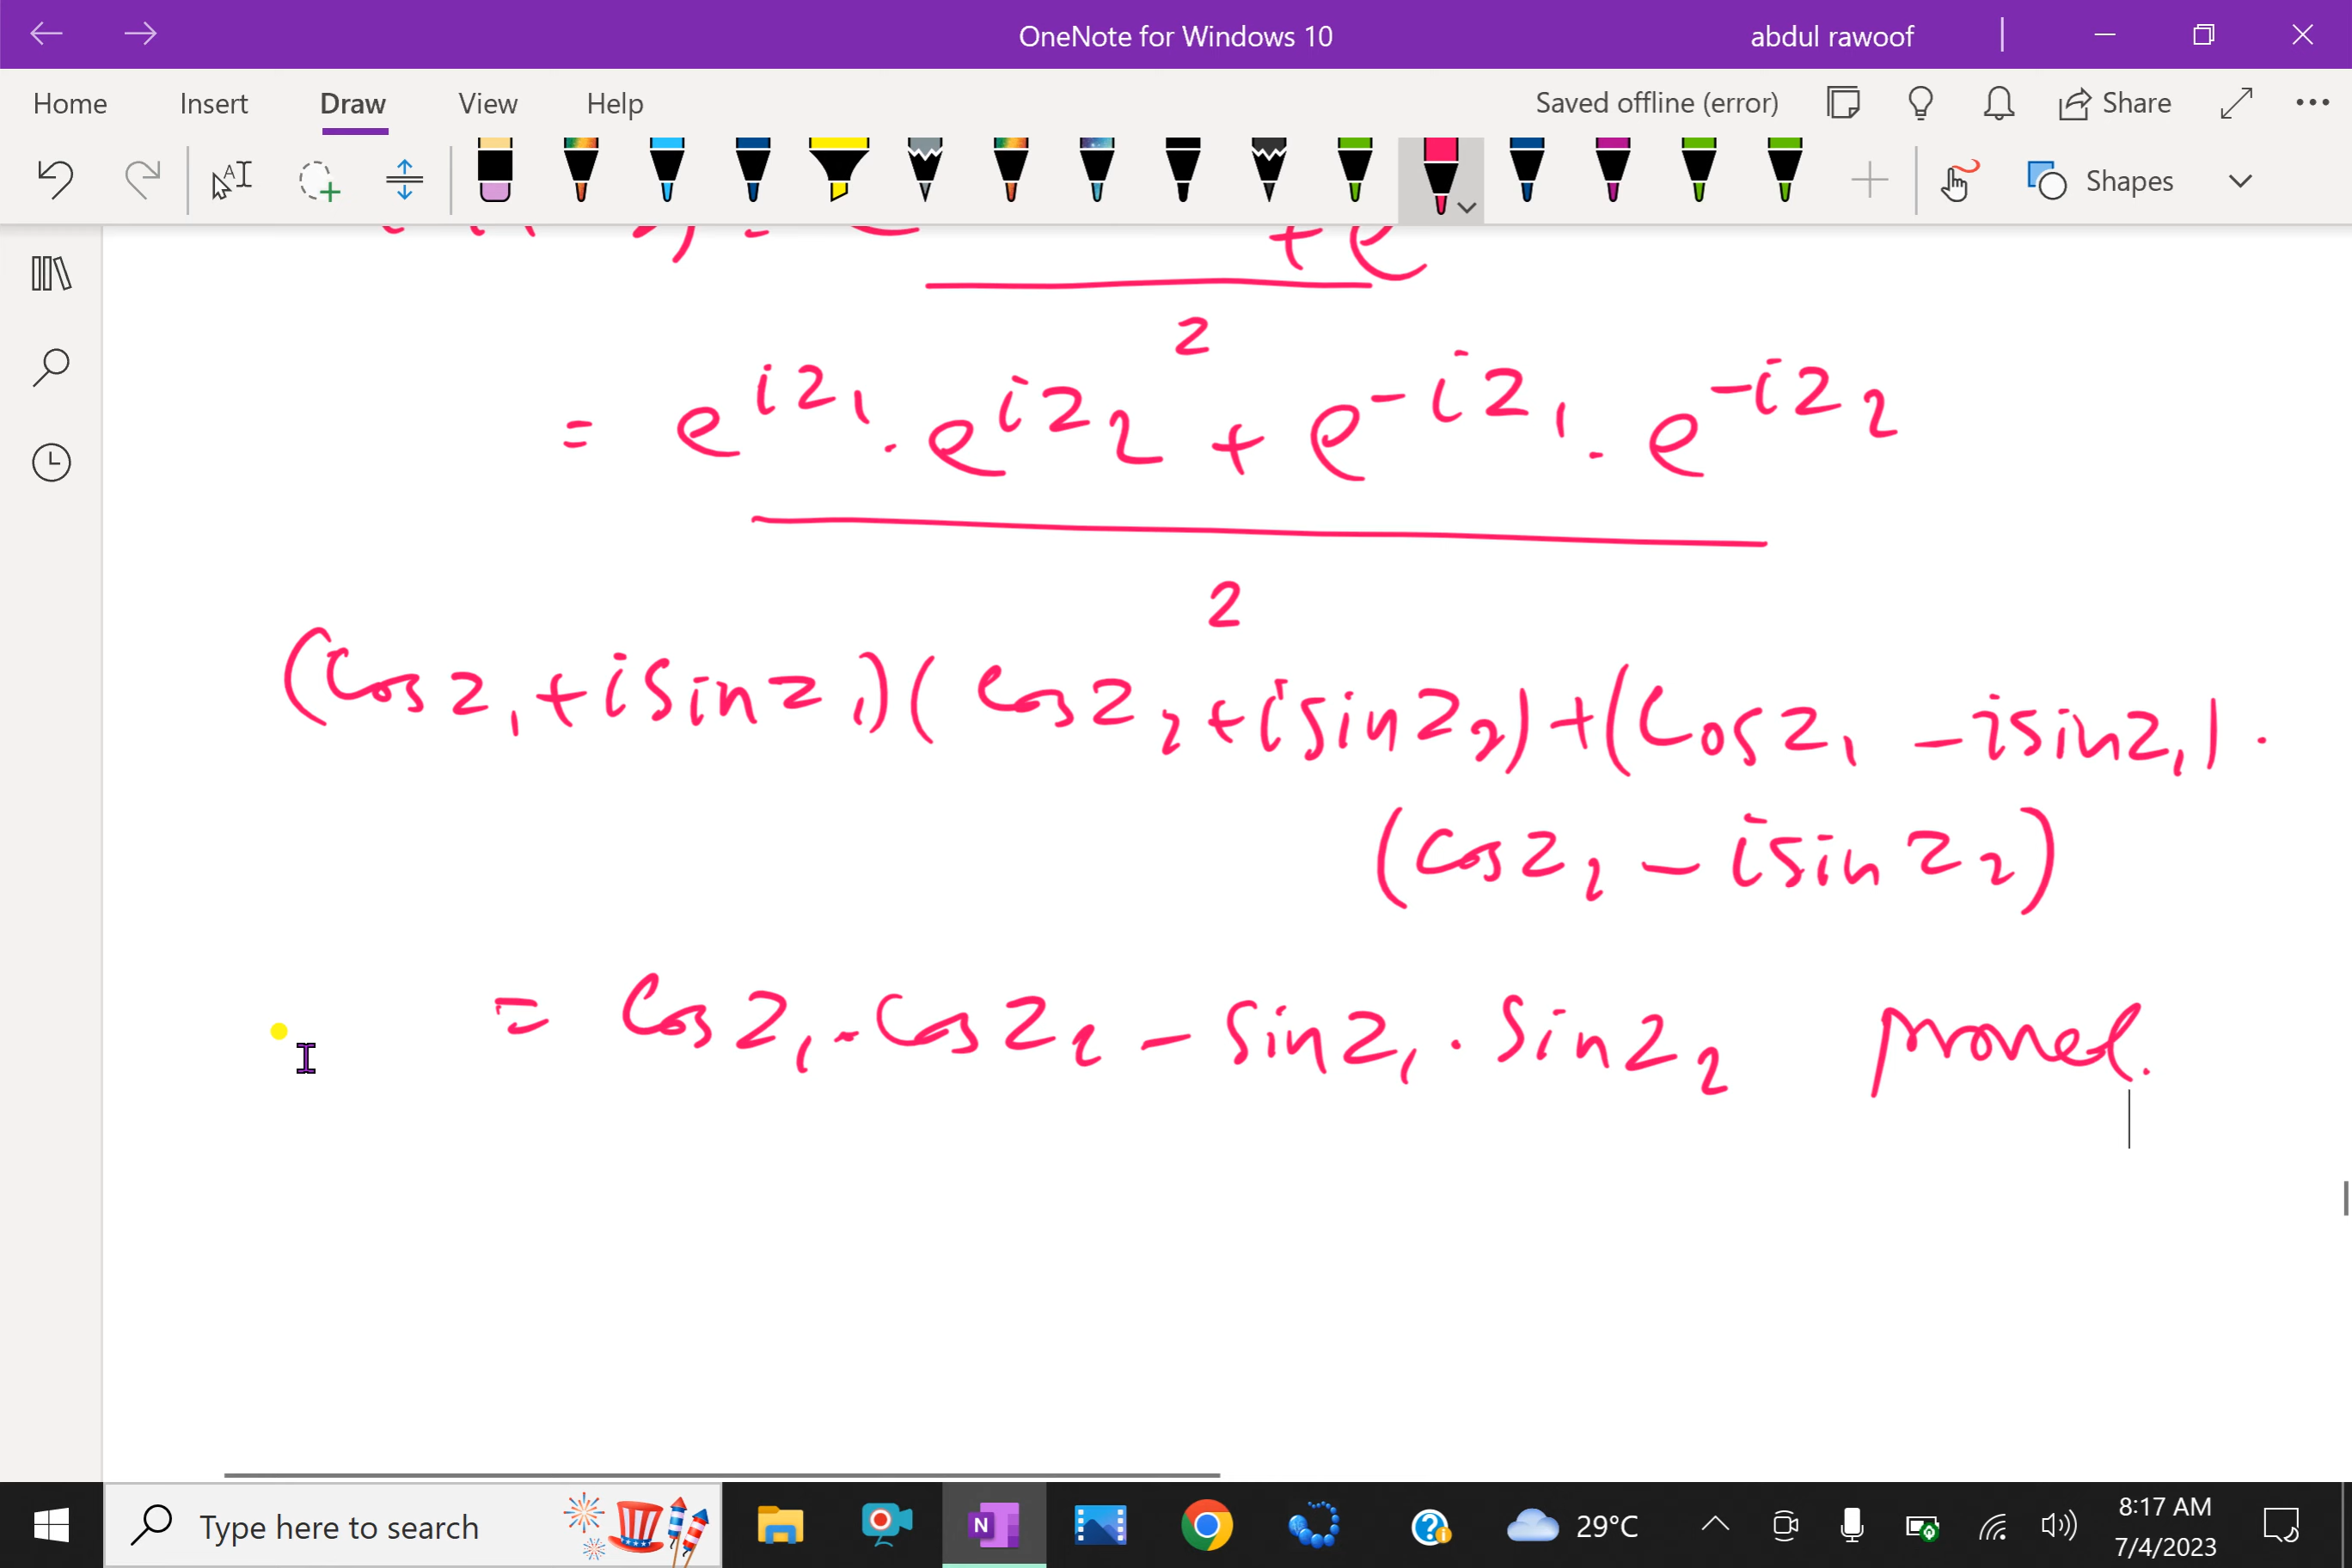 OneNote for Windows 10
abdul rawoof
Home Insert Draw View Help
Saved offline (error) Share
Shapes
+ e
2
= e^{iz₁} . e^{iz₂} + e^{-iz₁} . e^{-iz₂}
2
(Cos z₁ + i sin z₁)( Cos z₂ + i sin z₂) + (Cos z₁ - i sin z₁) .
(Cos z₂ - i sin z₂)
= Cos z₁ . Cos z₂ - Sin z₁ . Sin z₂ proved.
Type here to search
29°C
8:17 AM
7/4/2023